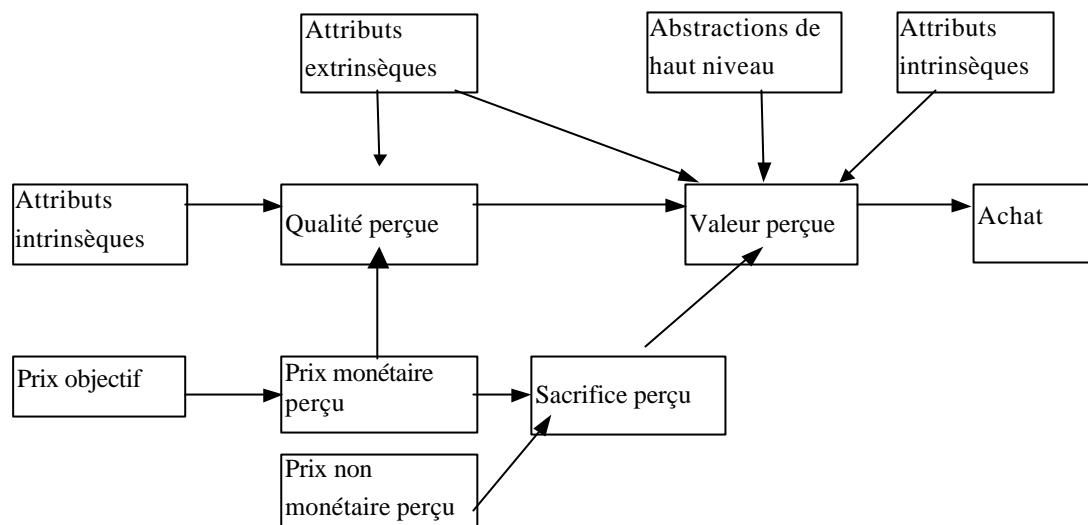 Attributs
extrinsèques
Abstractions de
haut niveau
Attributs
intrinsèques
Attributs
intrinsèques
Qualité perçue
Valeur perçue
Achat
Prix objectif
Prix monétaire
perçu
Sacrifice perçu
Prix non
monétaire perçu